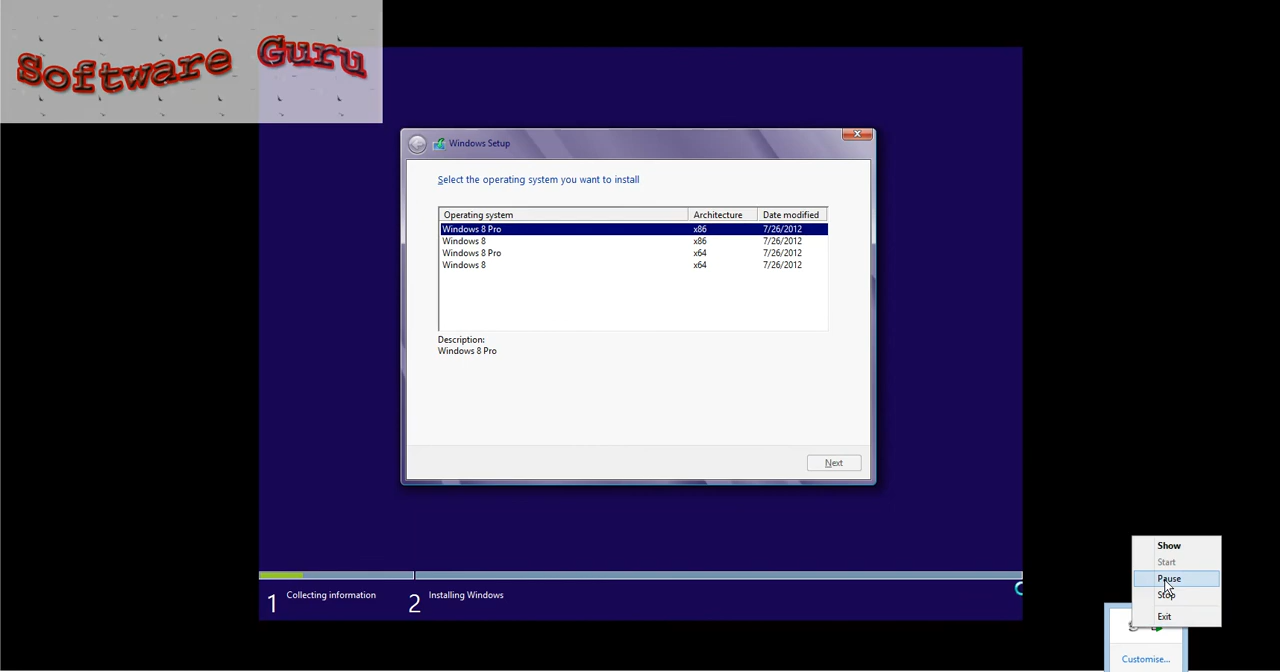 Software Guru
Windows Setup
Select the operating system you want to install
Operating system Architecture Date modified
Windows 8 Pro x86 7/26/2012
Windows 8 x86 7/26/2012
Windows 8 Pro x64 7/26/2012
Windows 8 x64 7/26/2012
Description:
Windows 8 Pro
Next
Show
Start
Pause
Stop
Exit
Customise...
1 Collecting information 2 Installing Windows